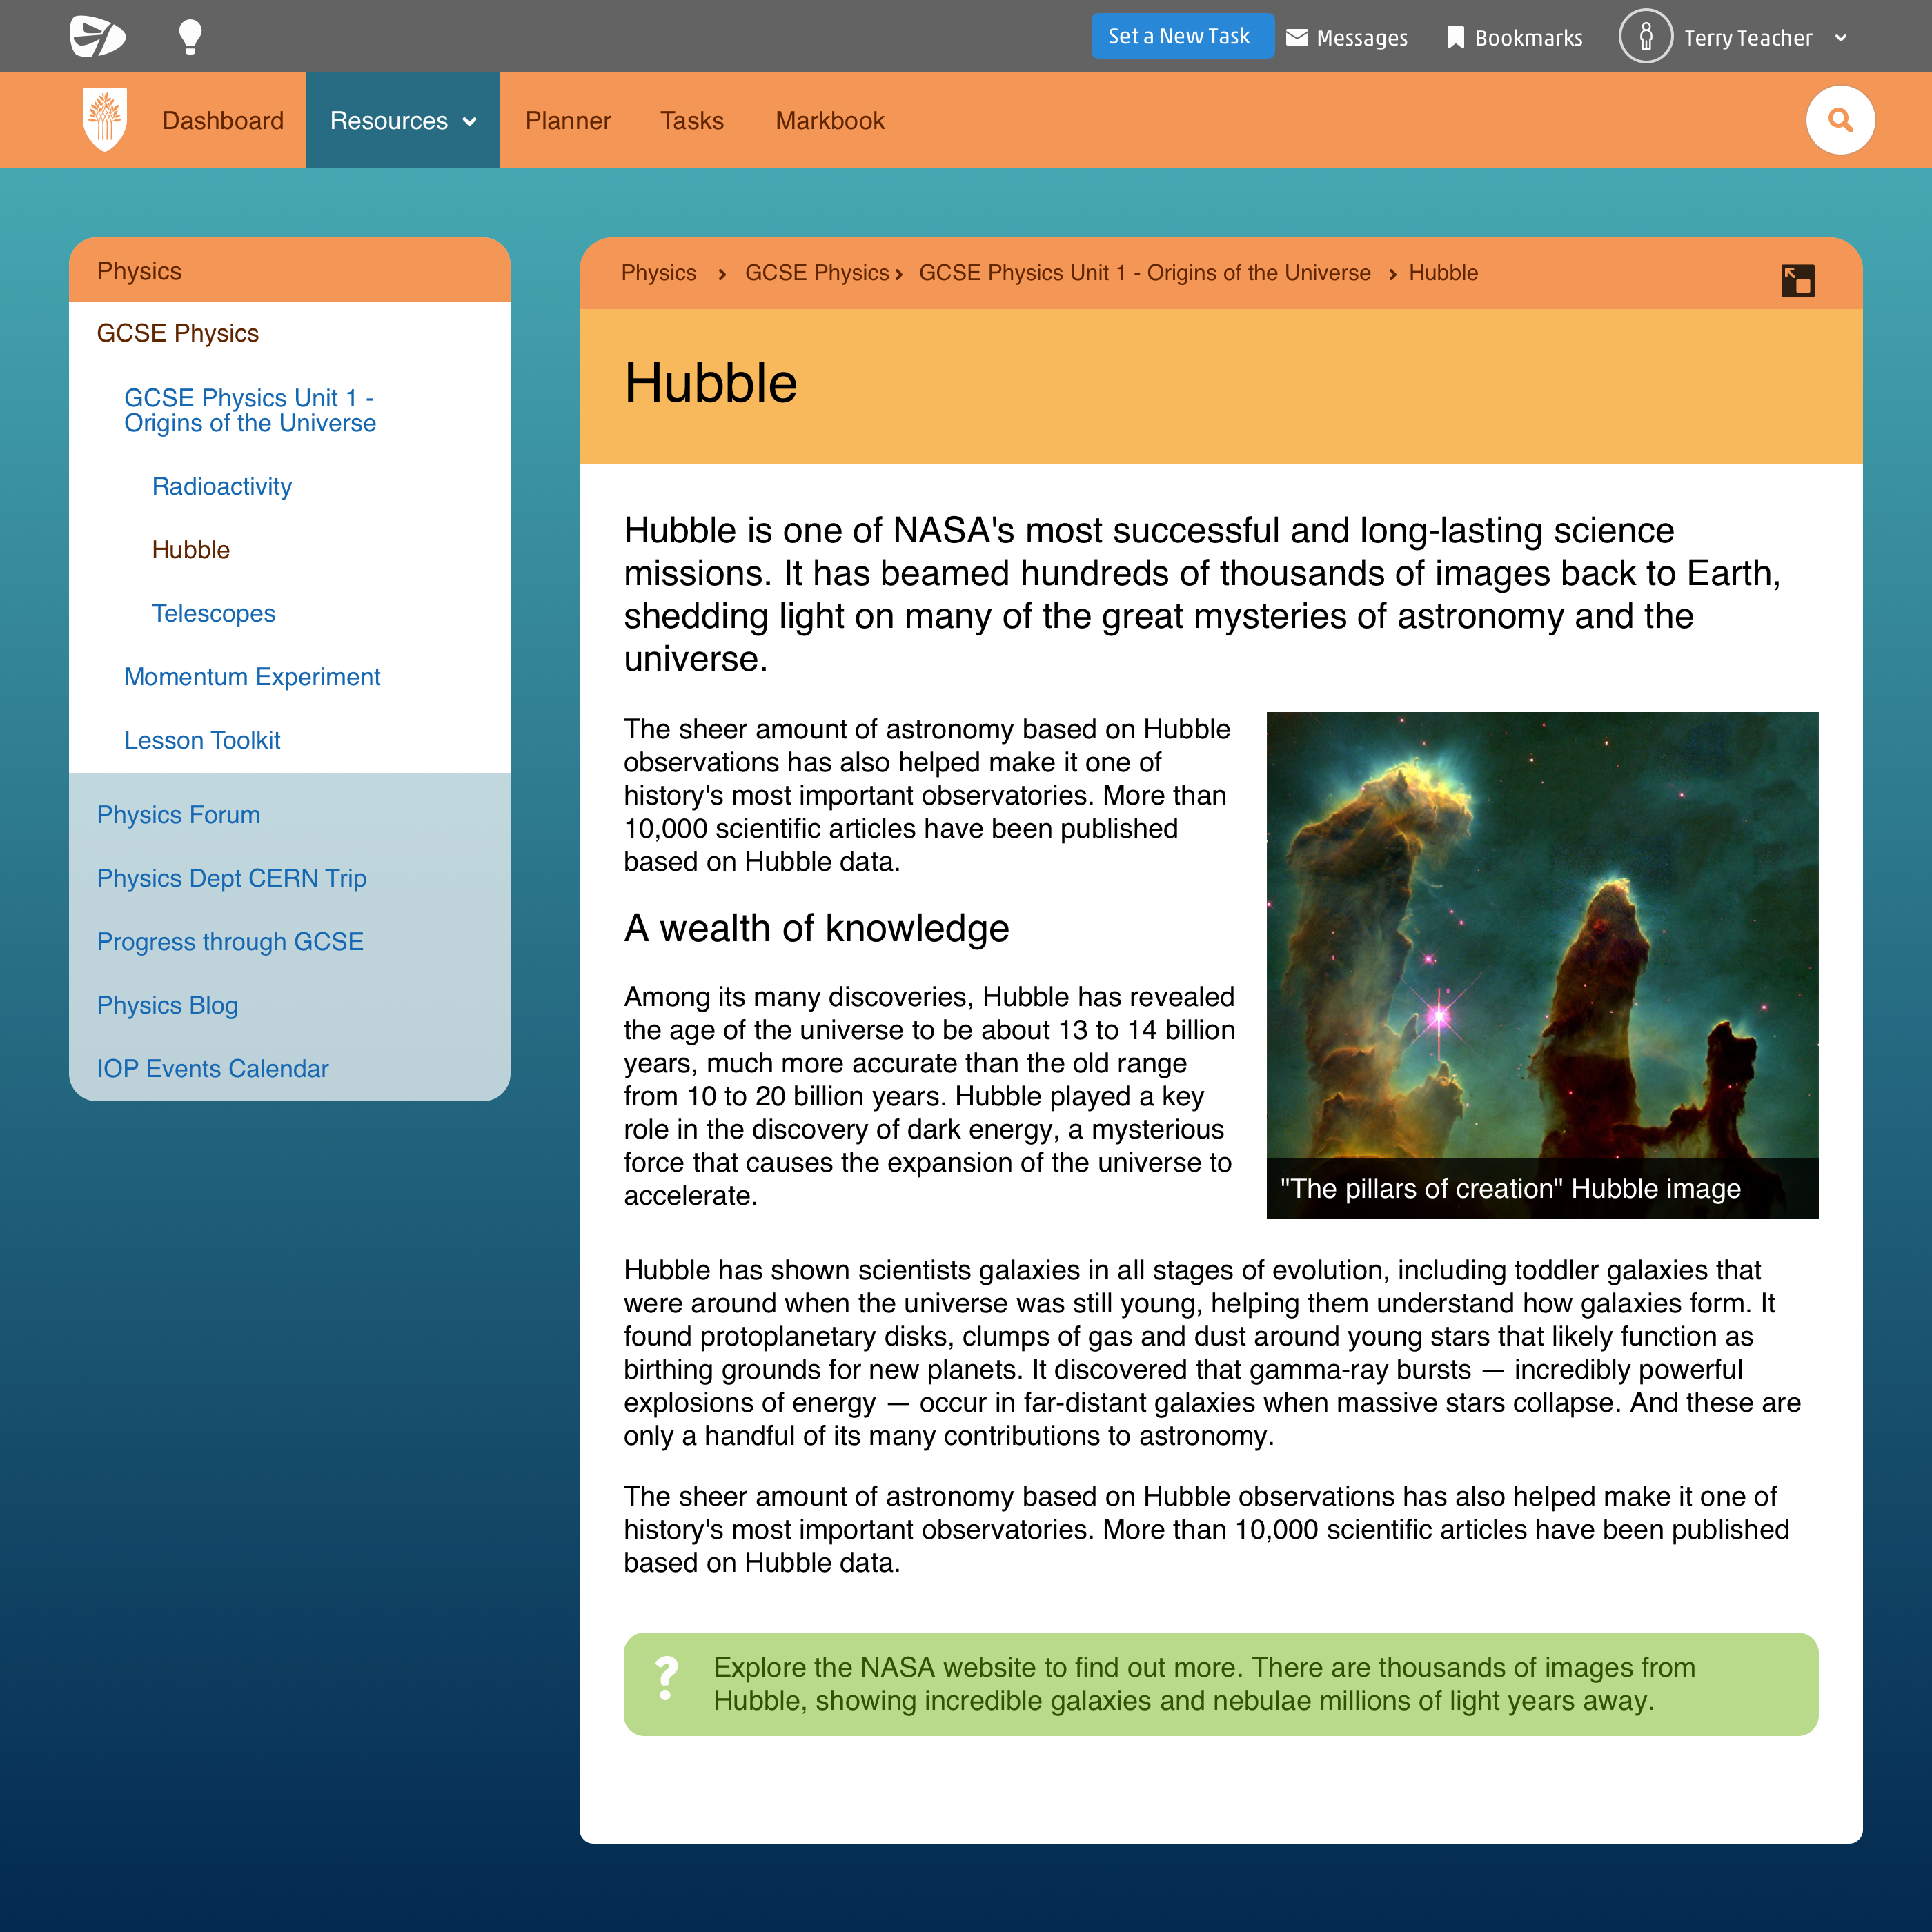 Set a New Task
Messages
Bookmarks
Terry Teacher
Dashboard
Resources
Planner
Tasks
Markbook
Physics
GCSE Physics
GCSE Physics Unit 1 -
Origins of the Universe
Radioactivity
Hubble
Telescopes
Momentum Experiment
Lesson Toolkit
Physics Forum
Physics Dept CERN Trip
Progress through GCSE
Physics Blog
IOP Events Calendar
Physics › GCSE Physics › GCSE Physics Unit 1 - Origins of the Universe › Hubble
Hubble
Hubble is one of NASA's most successful and long-lasting science
missions. It has beamed hundreds of thousands of images back to Earth,
shedding light on many of the great mysteries of astronomy and the
universe.
The sheer amount of astronomy based on Hubble
observations has also helped make it one of
history's most important observatories. More than
10,000 scientific articles have been published
based on Hubble data.
A wealth of knowledge
Among its many discoveries, Hubble has revealed
the age of the universe to be about 13 to 14 billion
years, much more accurate than the old range
from 10 to 20 billion years. Hubble played a key
role in the discovery of dark energy, a mysterious
force that causes the expansion of the universe to
accelerate.
"The pillars of creation" Hubble image
Hubble has shown scientists galaxies in all stages of evolution, including toddler galaxies that
were around when the universe was still young, helping them understand how galaxies form. It
found protoplanetary disks, clumps of gas and dust around young stars that likely function as
birthing grounds for new planets. It discovered that gamma-ray bursts — incredibly powerful
explosions of energy — occur in far-distant galaxies when massive stars collapse. And these are
only a handful of its many contributions to astronomy.
The sheer amount of astronomy based on Hubble observations has also helped make it one of
history's most important observatories. More than 10,000 scientific articles have been published
based on Hubble data.
? Explore the NASA website to find out more. There are thousands of images from
Hubble, showing incredible galaxies and nebulae millions of light years away.